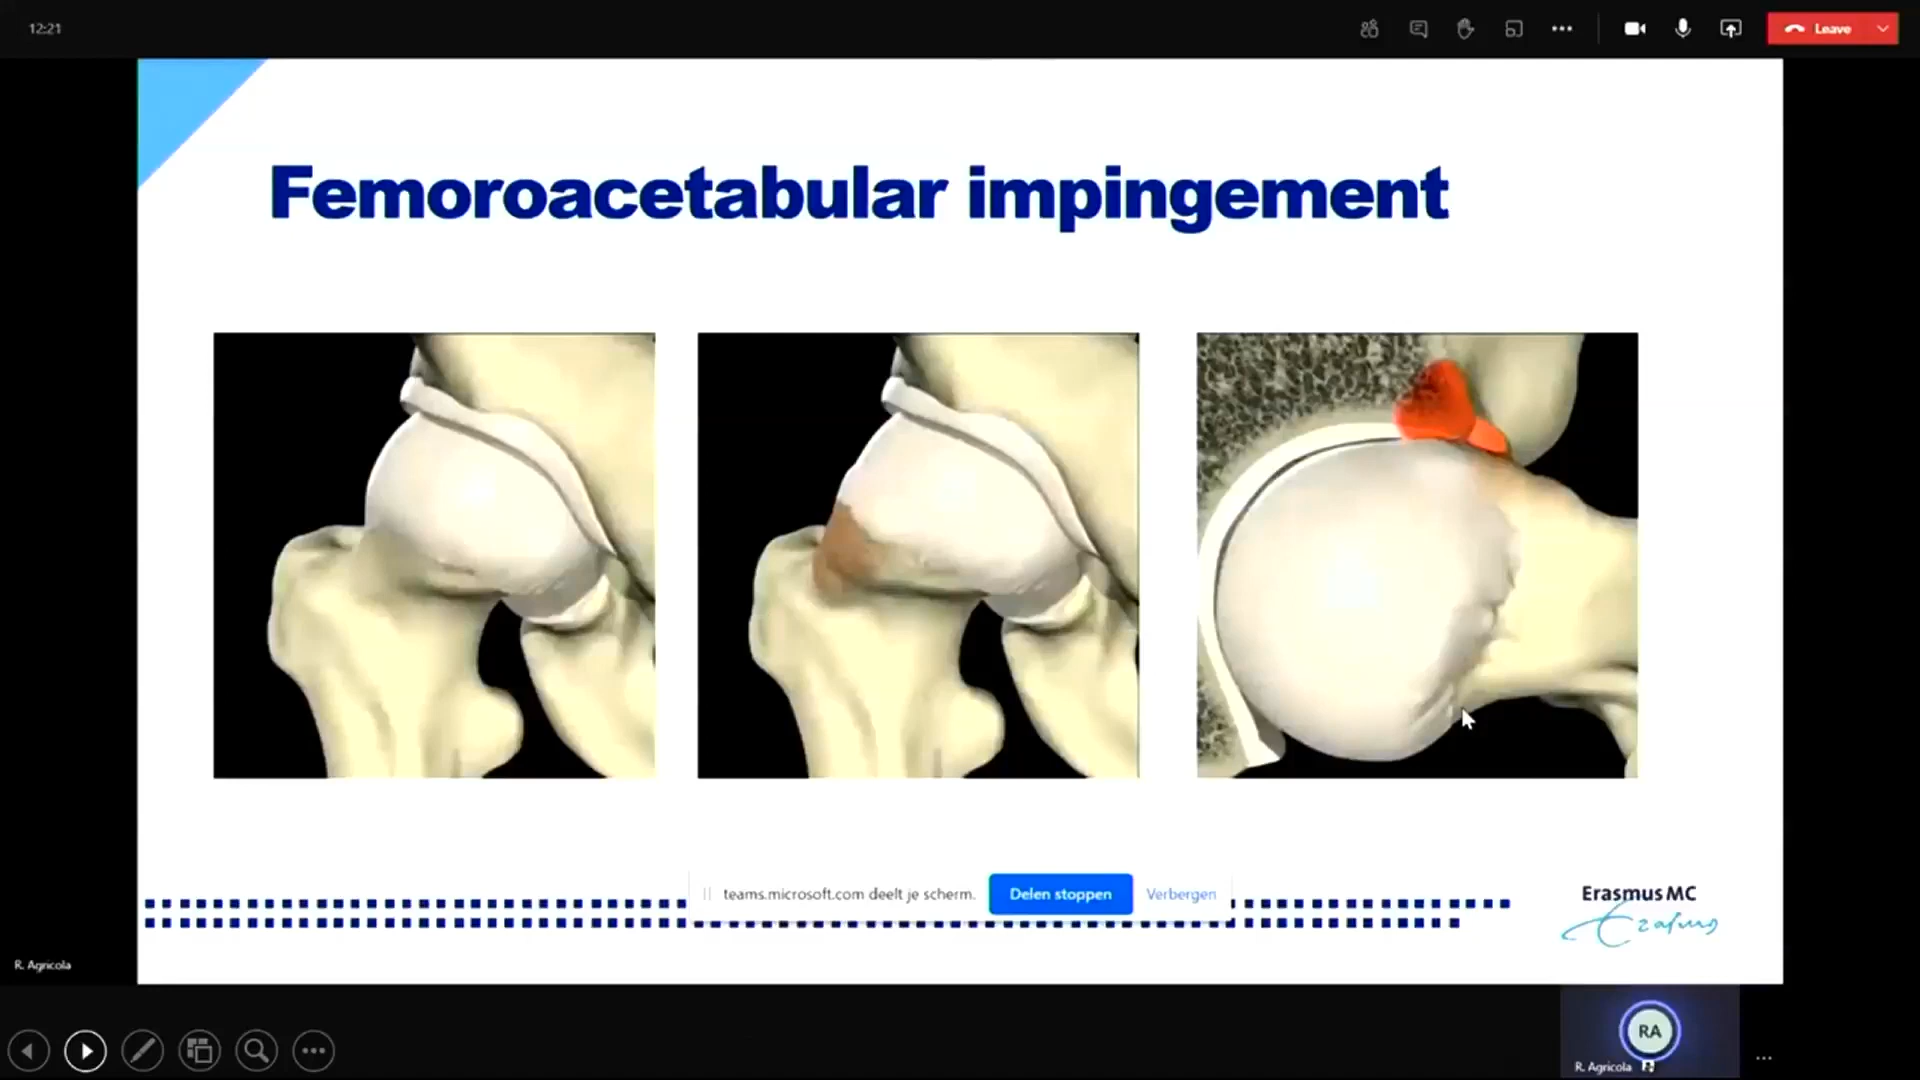 12:21
Leave
Femoroacetabular impingement
teams.microsoft.com deelt je scherm.
Delen stoppen
Verbergen
Erasmus MC
Erasmus
R. Agricola
RA
R. Agricola